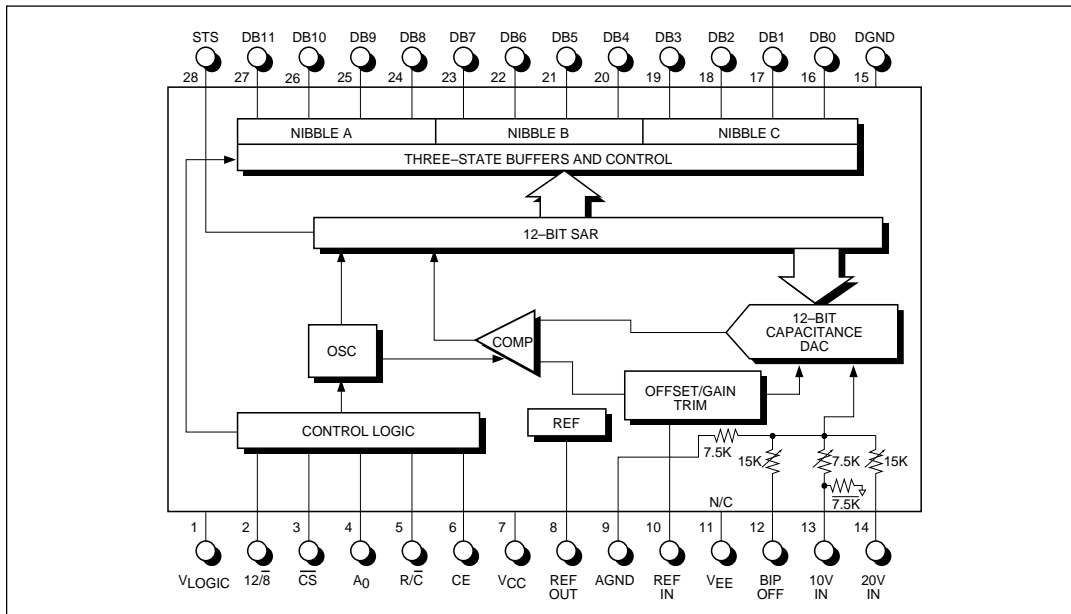 STS DB11 DB10 DB9 DB8 DB7 DB6 DB5 DB4 DB3 DB2 DB1 DB0 DGND
28 27 26 25 24 23 22 21 20 19 18 17 16 15
NIBBLE A NIBBLE B NIBBLE C
THREE–STATE BUFFERS AND CONTROL
12–BIT SAR
12–BIT
CAPACITANCE
DAC
OSC
COMP
OFFSET/GAIN
TRIM
REF
CONTROL LOGIC
7.5K
15K 7.5K 15K
7.5K
N/C
1 2 3 4 5 6 7 8 9 10 11 12 13 14
VLOGIC 12/8̅ C̅S̅ A0 R/C̅ CE VCC REF OUT AGND REF IN VEE BIP OFF 10V IN 20V IN